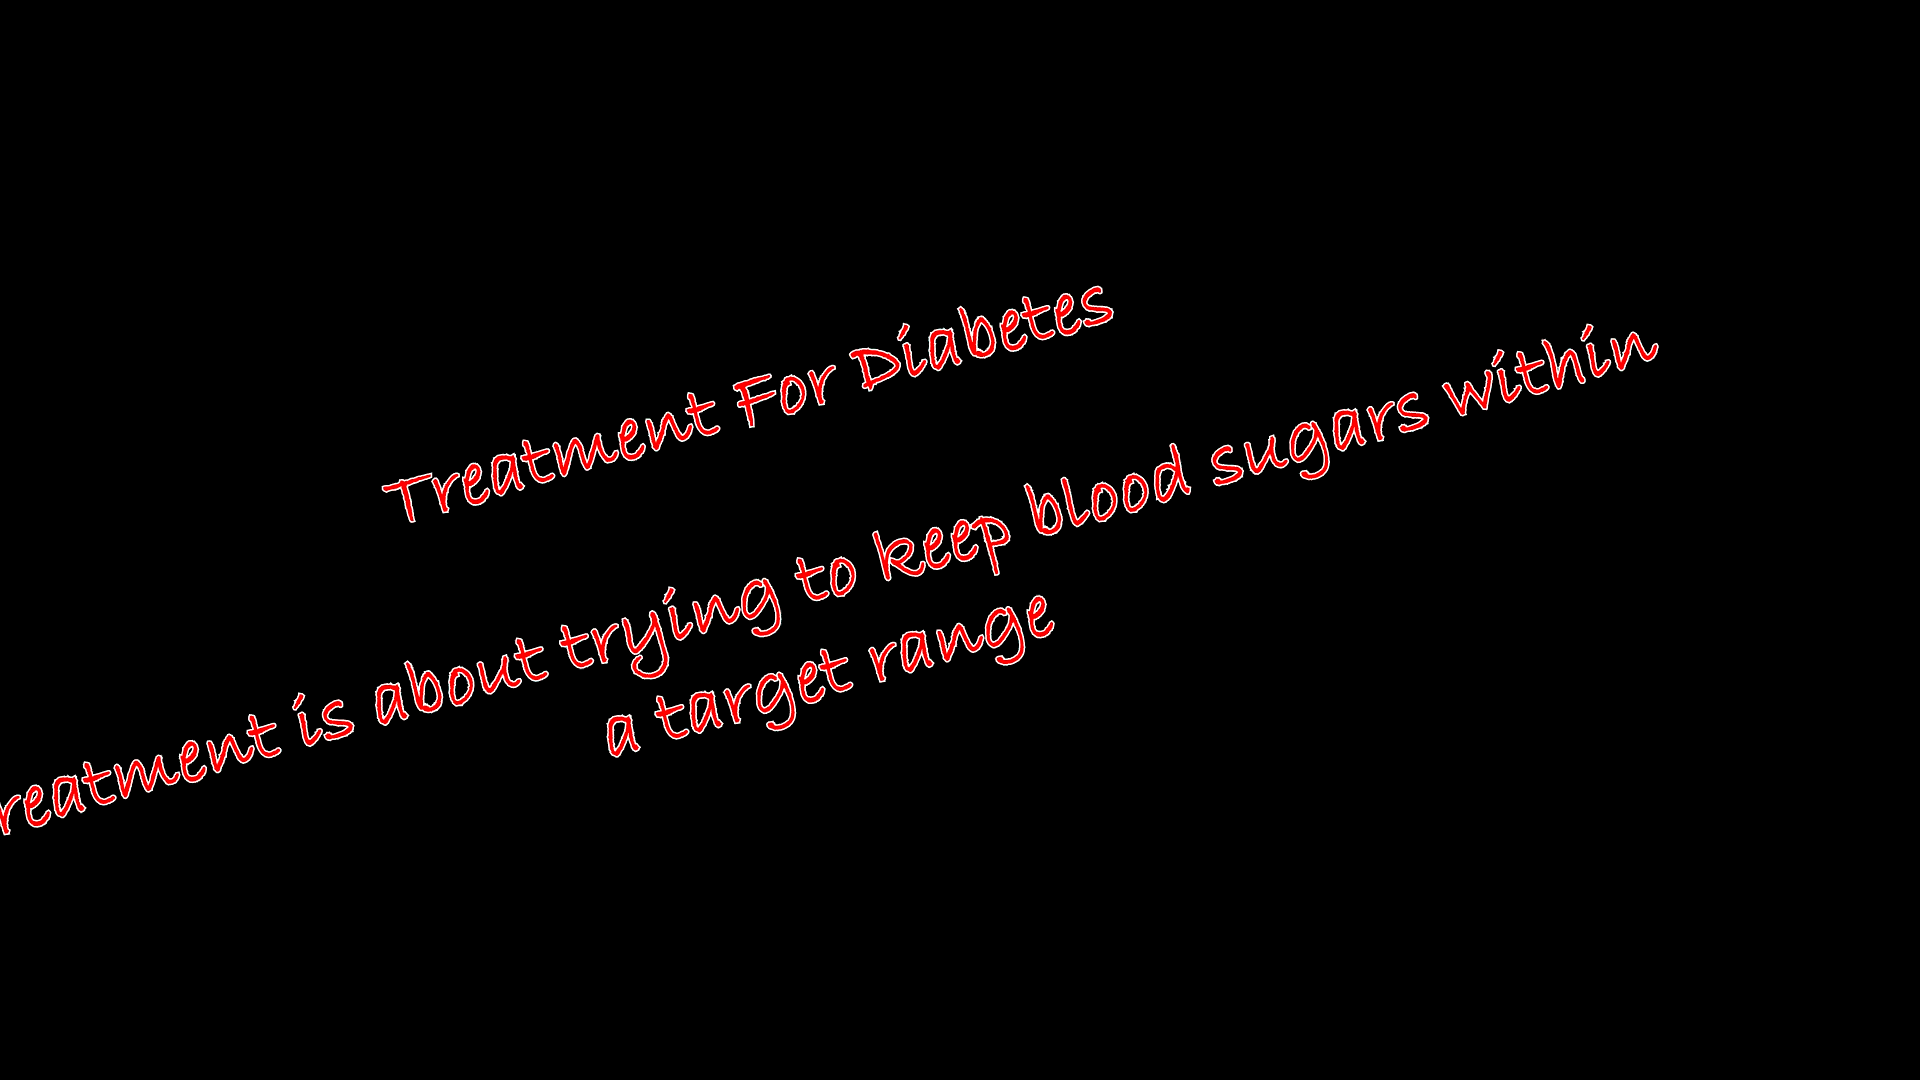 Treatment For Diabetes
reatment is about trying to keep blood sugars within
a target range